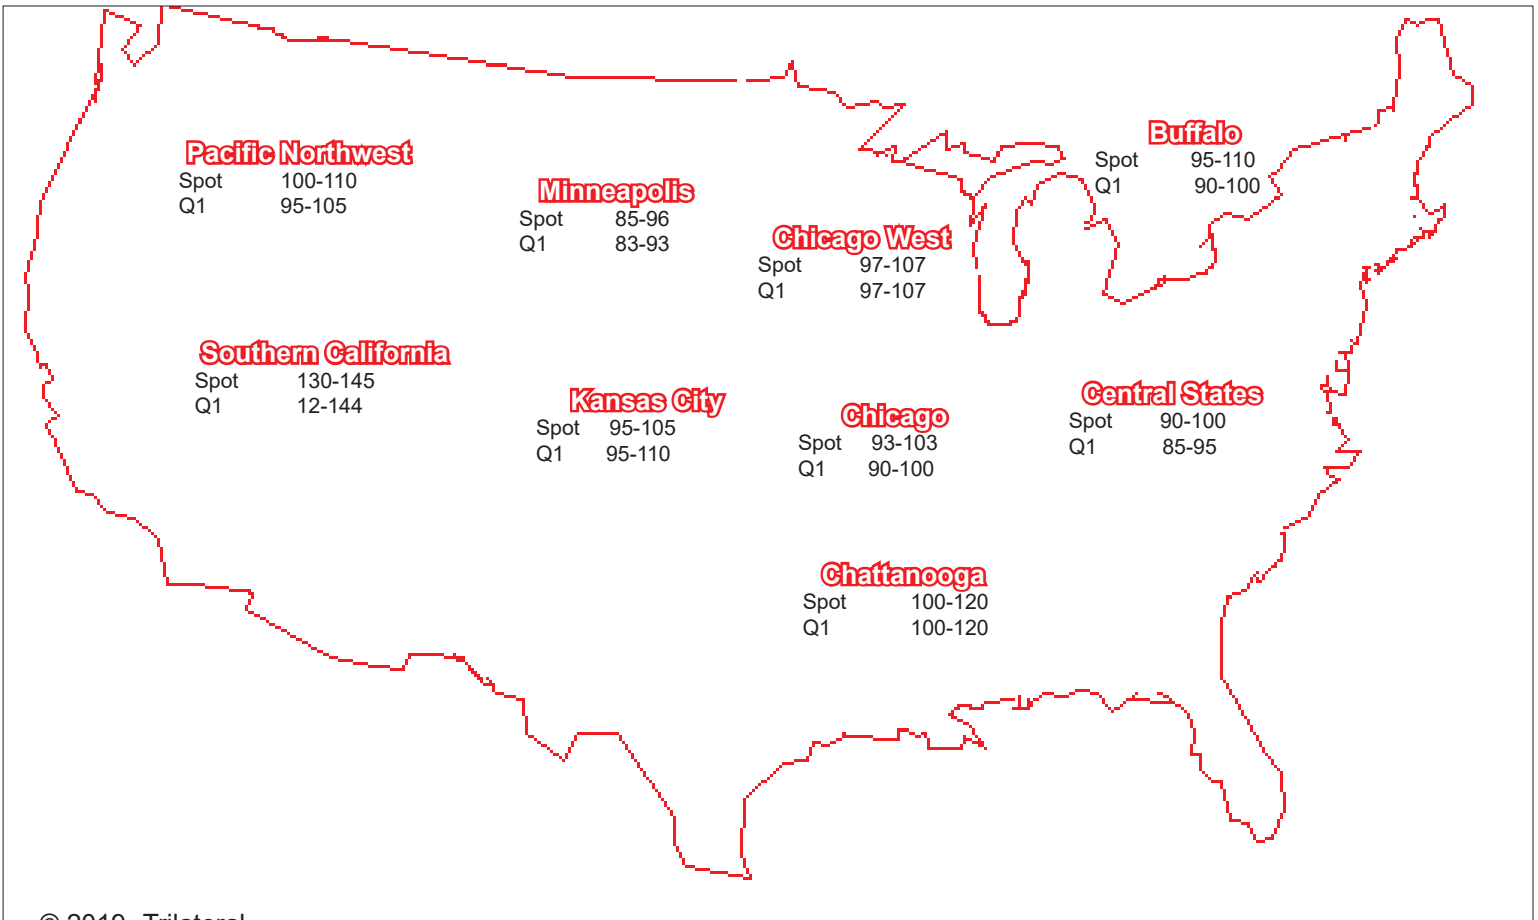 Pacific Northwest
Spot 100-110
Q1 95-105
Minneapolis
Spot 85-96
Q1 83-93
Chicago West
Spot 97-107
Q1 97-107
Buffalo
Spot 95-110
Q1 90-100
Southern California
Spot 130-145
Q1 12-144
Kansas City
Spot 95-105
Q1 95-110
Chicago
Spot 93-103
Q1 90-100
Central States
Spot 90-100
Q1 85-95
Chattanooga
Spot 100-120
Q1 100-120
© 2019 Trilateral